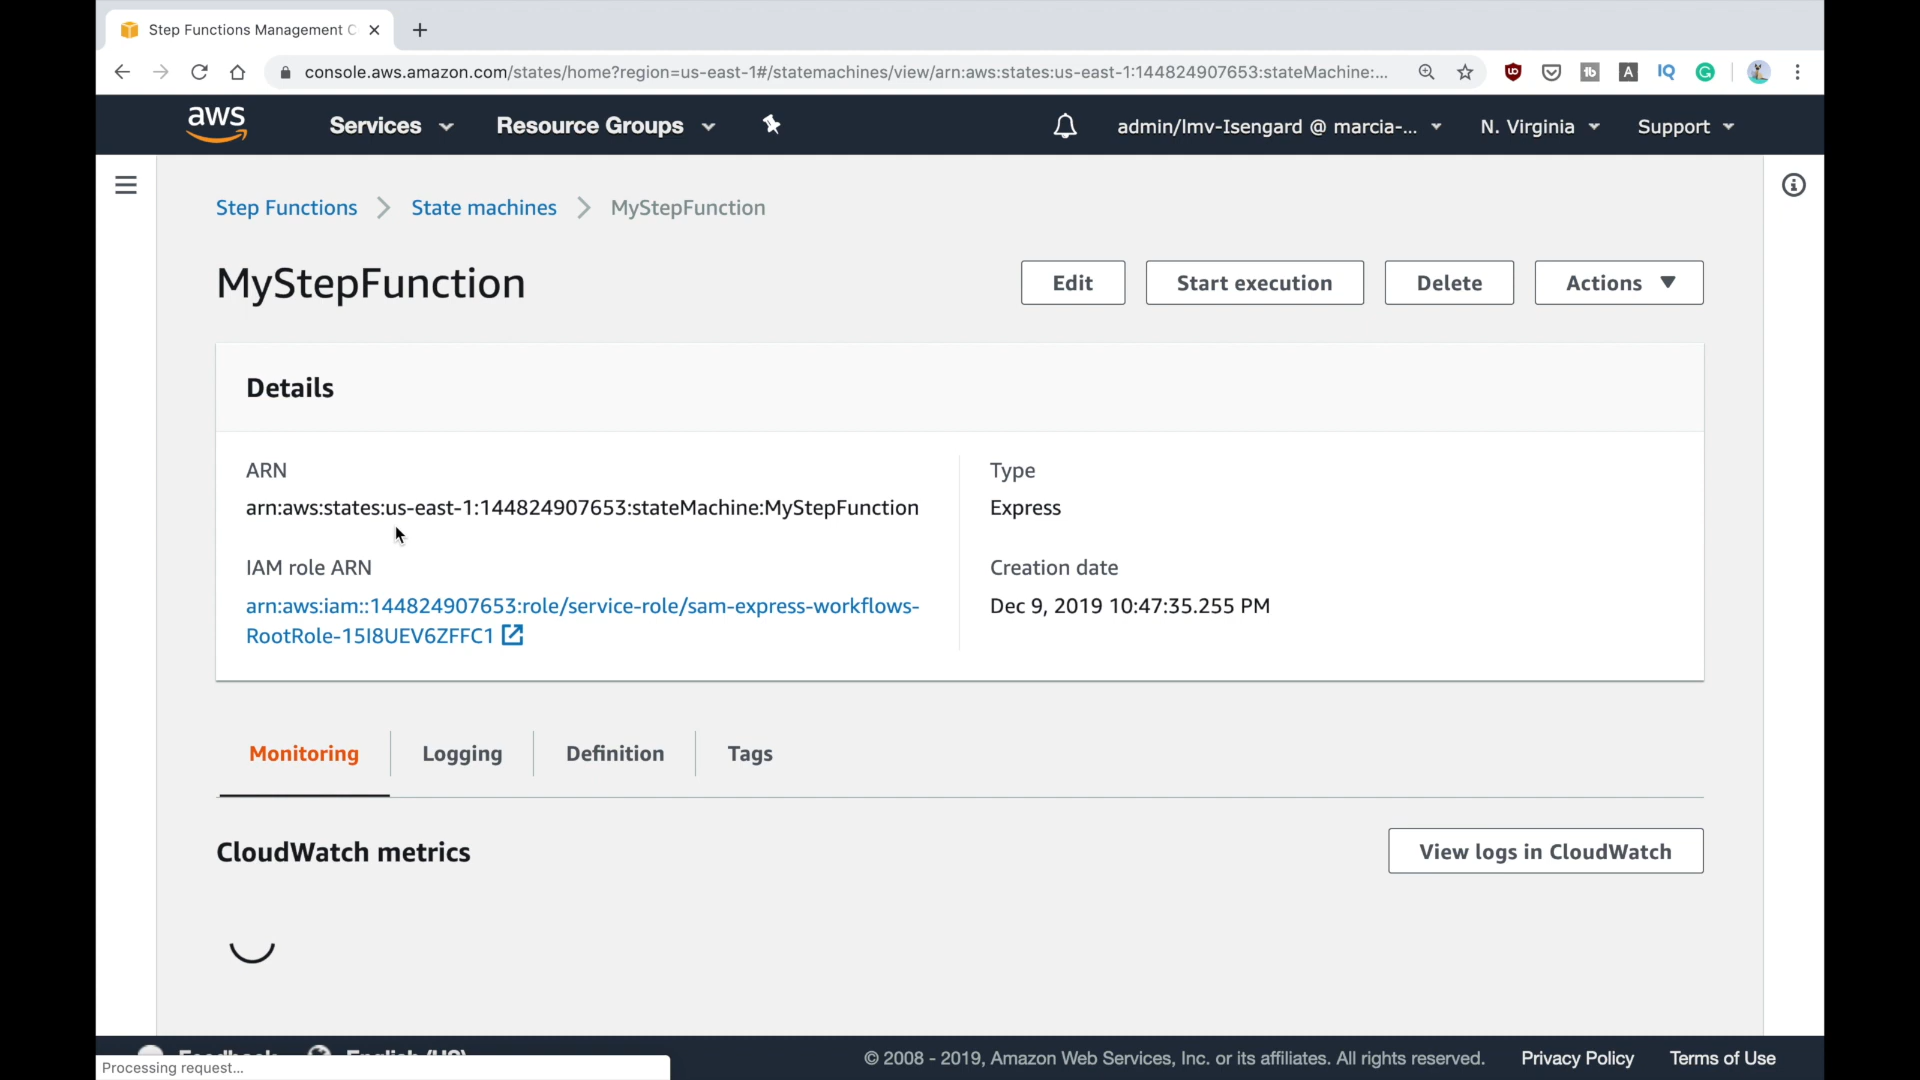 Step Functions Management C
console.aws.amazon.com/states/home?region=us-east-1#/statemachines/view/arn:aws:states:us-east-1:144824907653:stateMachine:...
aws
Services
Resource Groups
admin/lmv-Isengard @ marcia-...
N. Virginia
Support
Step Functions
State machines
MyStepFunction
MyStepFunction
Edit
Start execution
Delete
Actions
Details
ARN
arn:aws:states:us-east-1:144824907653:stateMachine:MyStepFunction
IAM role ARN
arn:aws:iam::144824907653:role/service-role/sam-express-workflows-
RootRole-15I8UEV6ZFFC1
Type
Express
Creation date
Dec 9, 2019 10:47:35.255 PM
Monitoring
Logging
Definition
Tags
CloudWatch metrics
View logs in CloudWatch
Feedback
English (US)
© 2008 - 2019, Amazon Web Services, Inc. or its affiliates. All rights reserved.
Privacy Policy
Terms of Use
Processing request...